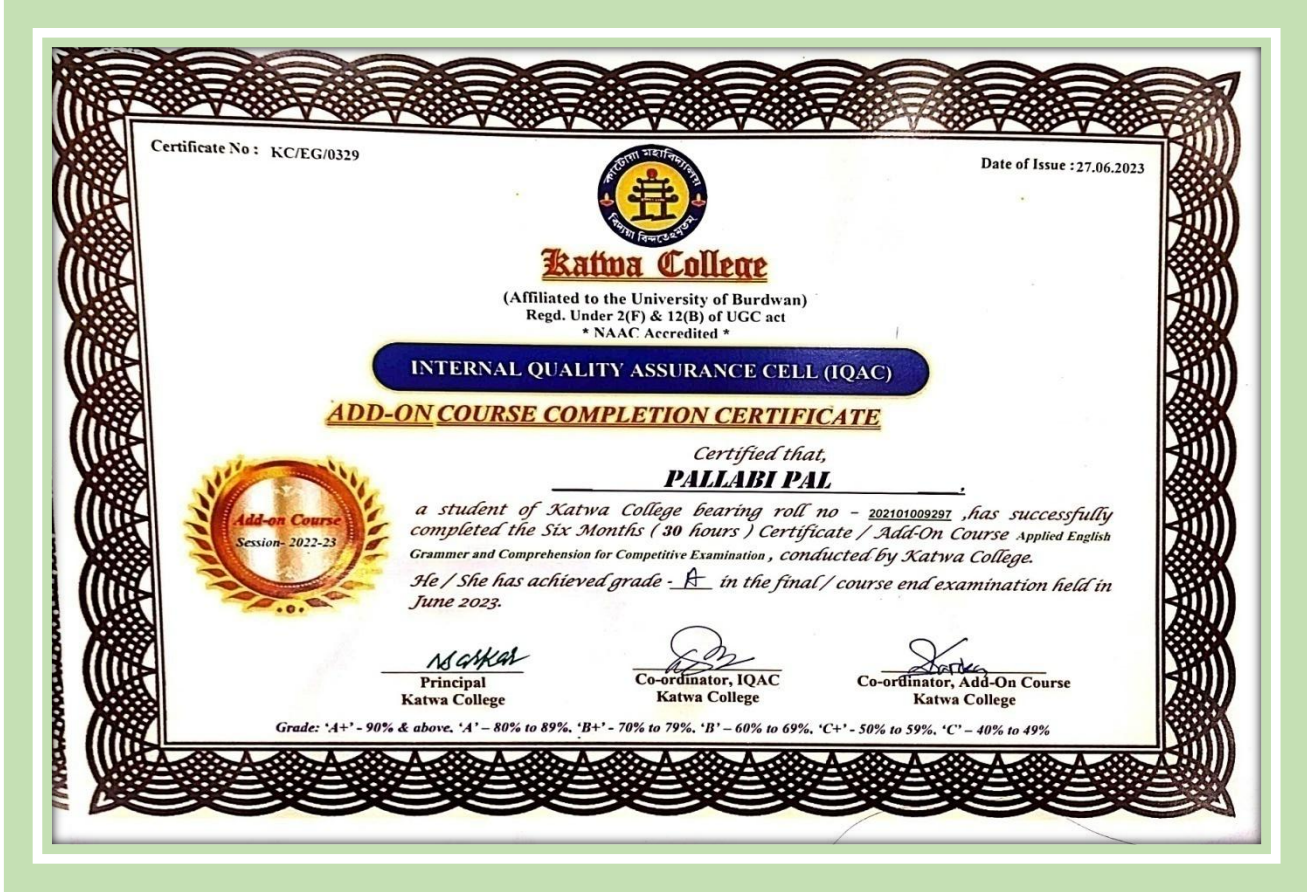 Certificate No : KC/EG/0329
Date of Issue :27.06.2023
কাটোয়া মহাবিদ্যালয়
বিদ্যয়া বিন্দতেহমৃতম্
Katwa College
(Affiliated to the University of Burdwan)
Regd. Under 2(F) & 12(B) of UGC act
* NAAC Accredited *
INTERNAL QUALITY ASSURANCE CELL (IQAC)
ADD-ON COURSE COMPLETION CERTIFICATE
Add-on Course
Session- 2022-23
Certified that,
PALLABI PAL ,
a student of Katwa College bearing roll no - 202101009297 ,has successfully
completed the Six Months ( 30 hours ) Certificate / Add-On Course Applied English
Grammer and Comprehension for Competitive Examination , conducted by Katwa College.
He / She has achieved grade - A in the final / course end examination held in
June 2023.
Principal
Katwa College
Co-ordinator, IQAC
Katwa College
Co-ordinator, Add-On Course
Katwa College
Grade: ‘A+’ - 90% & above, ‘A’ – 80% to 89%, ‘B+’ - 70% to 79%, ‘B’ – 60% to 69%, ‘C+’ - 50% to 59%, ‘C’ – 40% to 49%